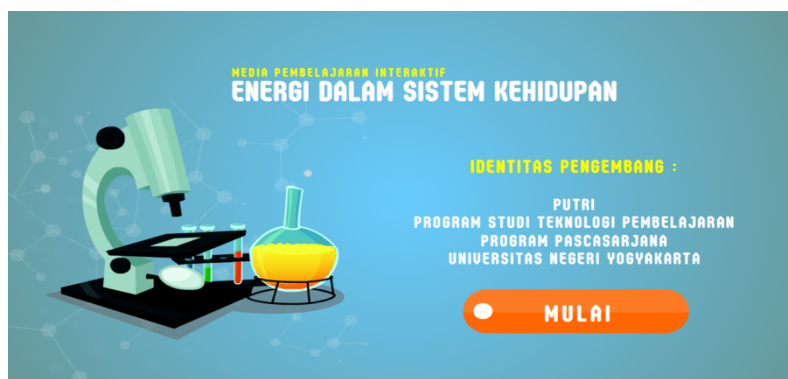 MEDIA PEMBELAJARAN INTERAKTIF
ENERGI DALAM SISTEM KEHIDUPAN
IDENTITAS PENGEMBANG :
PUTRI
PROGRAM STUDI TEKNOLOGI PEMBELAJARAN
PROGRAM PASCASARJANA
UNIVERSITAS NEGERI YOGYAKARTA
MULAI